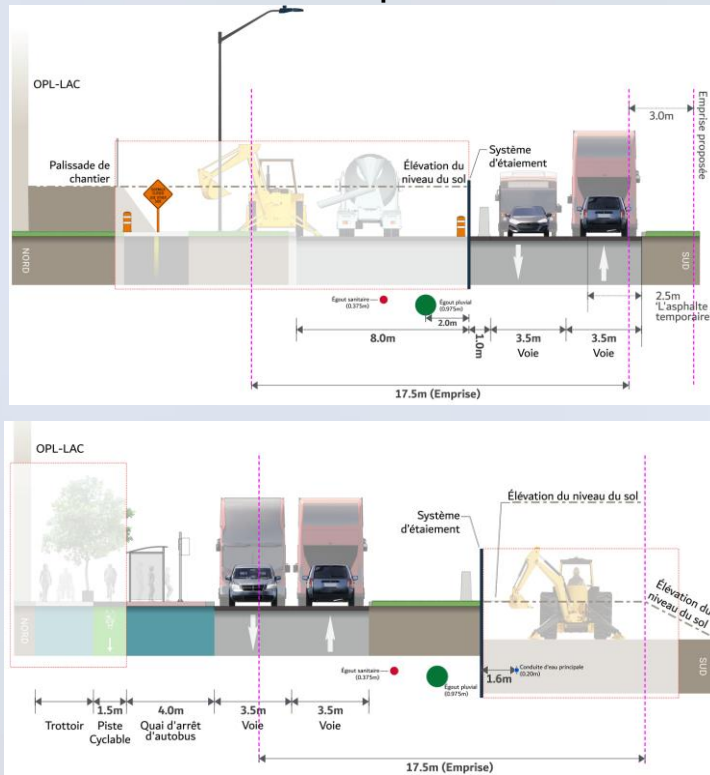 OPL-LAC
Palissade de
chantier
Élévation du
niveau du sol
Système
d'étaiement
3.0m
Emprise proposée
NORD
SUD
Égout sanitaire
(0.375m)
Égout pluvial
(0.975m)
2.0m
2.5m
'L'asphalte
temporaire
8.0m
1.0m
3.5m
Voie
3.5m
Voie
17.5m (Emprise)
OPL-LAC
Système
d'étaiement
Élévation du niveau du sol
Élévation du
niveau du sol
NORD
SUD
Égout sanitaire
(0.375m)
Égout pluvial
(0.975m)
1.6m
Conduite d'eau principale
(0.20m)
Trottoir
1.5m
Piste
Cyclable
4.0m
Quai d'arrêt
d'autobus
3.5m
Voie
3.5m
Voie
17.5m (Emprise)